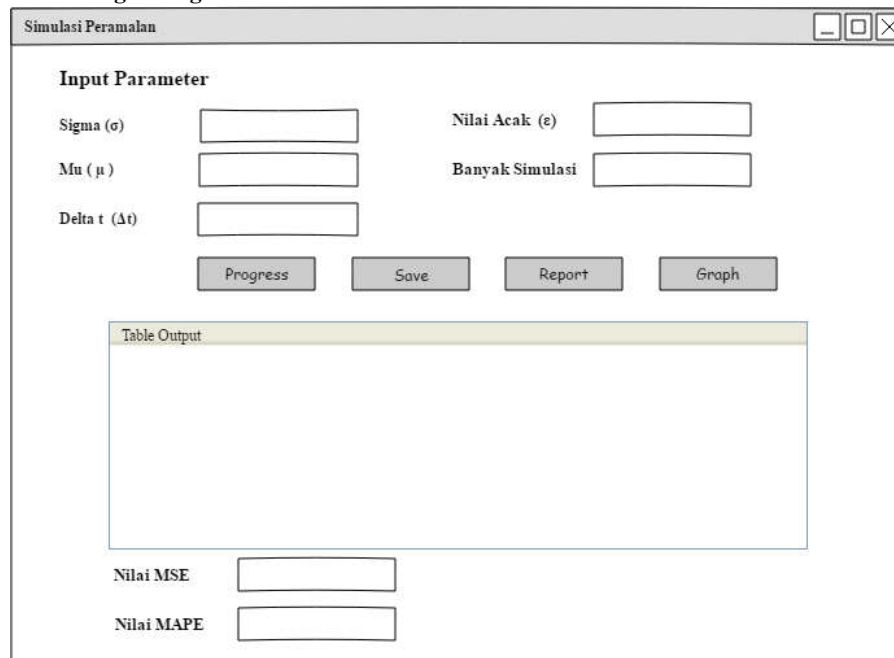 Simulasi Peramalan
Input Parameter
Sigma (σ)
Nilai Acak (ε)
Mu ( μ )
Banyak Simulasi
Delta t (Δt)
Progress Save Report Graph
Table Output
Nilai MSE
Nilai MAPE